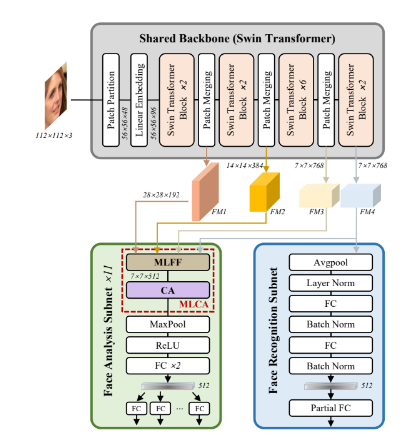 Shared Backbone (Swin Transformer)
112×112×3
Patch Partition
56×56×48
Linear Embedding
56×56×96
Swin Transformer
Block ×2
Patch Merging
Swin Transformer
Block ×2
Patch Merging
Swin Transformer
Block ×6
Patch Merging
Swin Transformer
Block ×2
28×28×192
14×14×384
7×7×768
7×7×768
FM1
FM2
FM3
FM4
Face Analysis Subnet ×11
MLFF
7×7×512
CA
MLCA
MaxPool
ReLU
FC ×2
512
FC
FC
...
FC
Face Recognition Subnet
Avgpool
Layer Norm
FC
Batch Norm
FC
Batch Norm
512
Partial FC